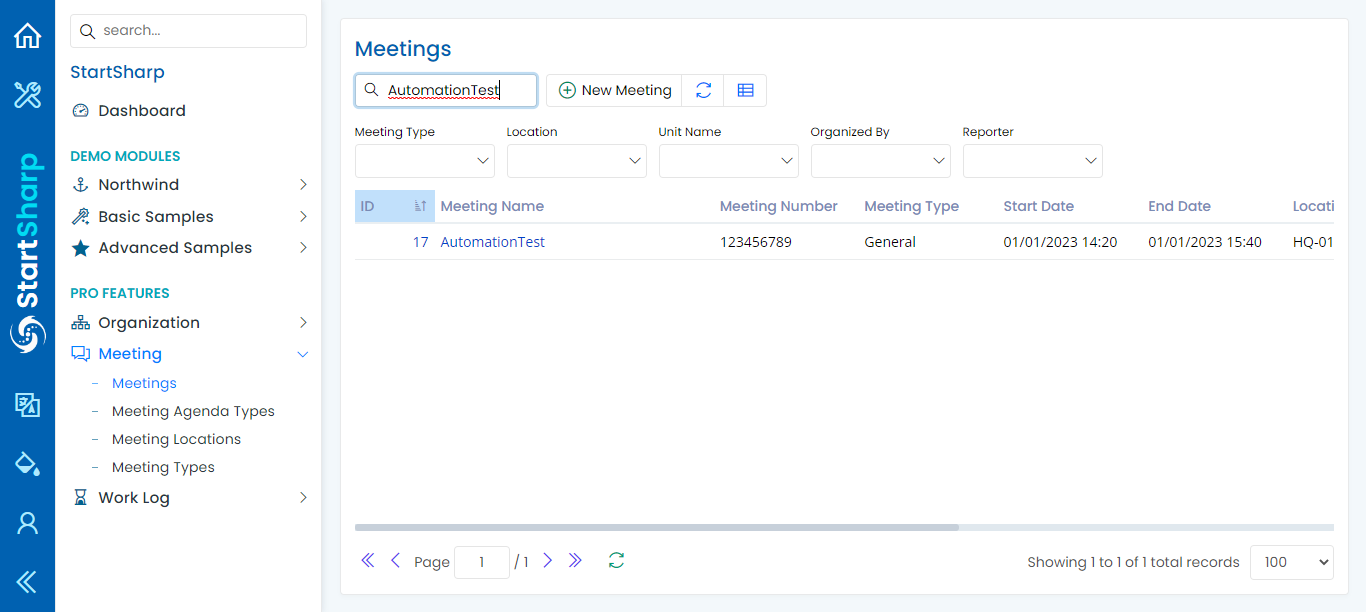 StartSharp
search...
StartSharp
Dashboard
DEMO MODULES
Northwind
Basic Samples
Advanced Samples
PRO FEATURES
Organization
Meeting
Meetings
Meeting Agenda Types
Meeting Locations
Meeting Types
Work Log
Meetings
AutomationTest
New Meeting
Meeting Type Location Unit Name Organized By Reporter
ID Meeting Name Meeting Number Meeting Type Start Date End Date Locati
17 AutomationTest 123456789 General 01/01/2023 14:20 01/01/2023 15:40 HQ-01
Page 1 / 1 Showing 1 to 1 of 1 total records 100